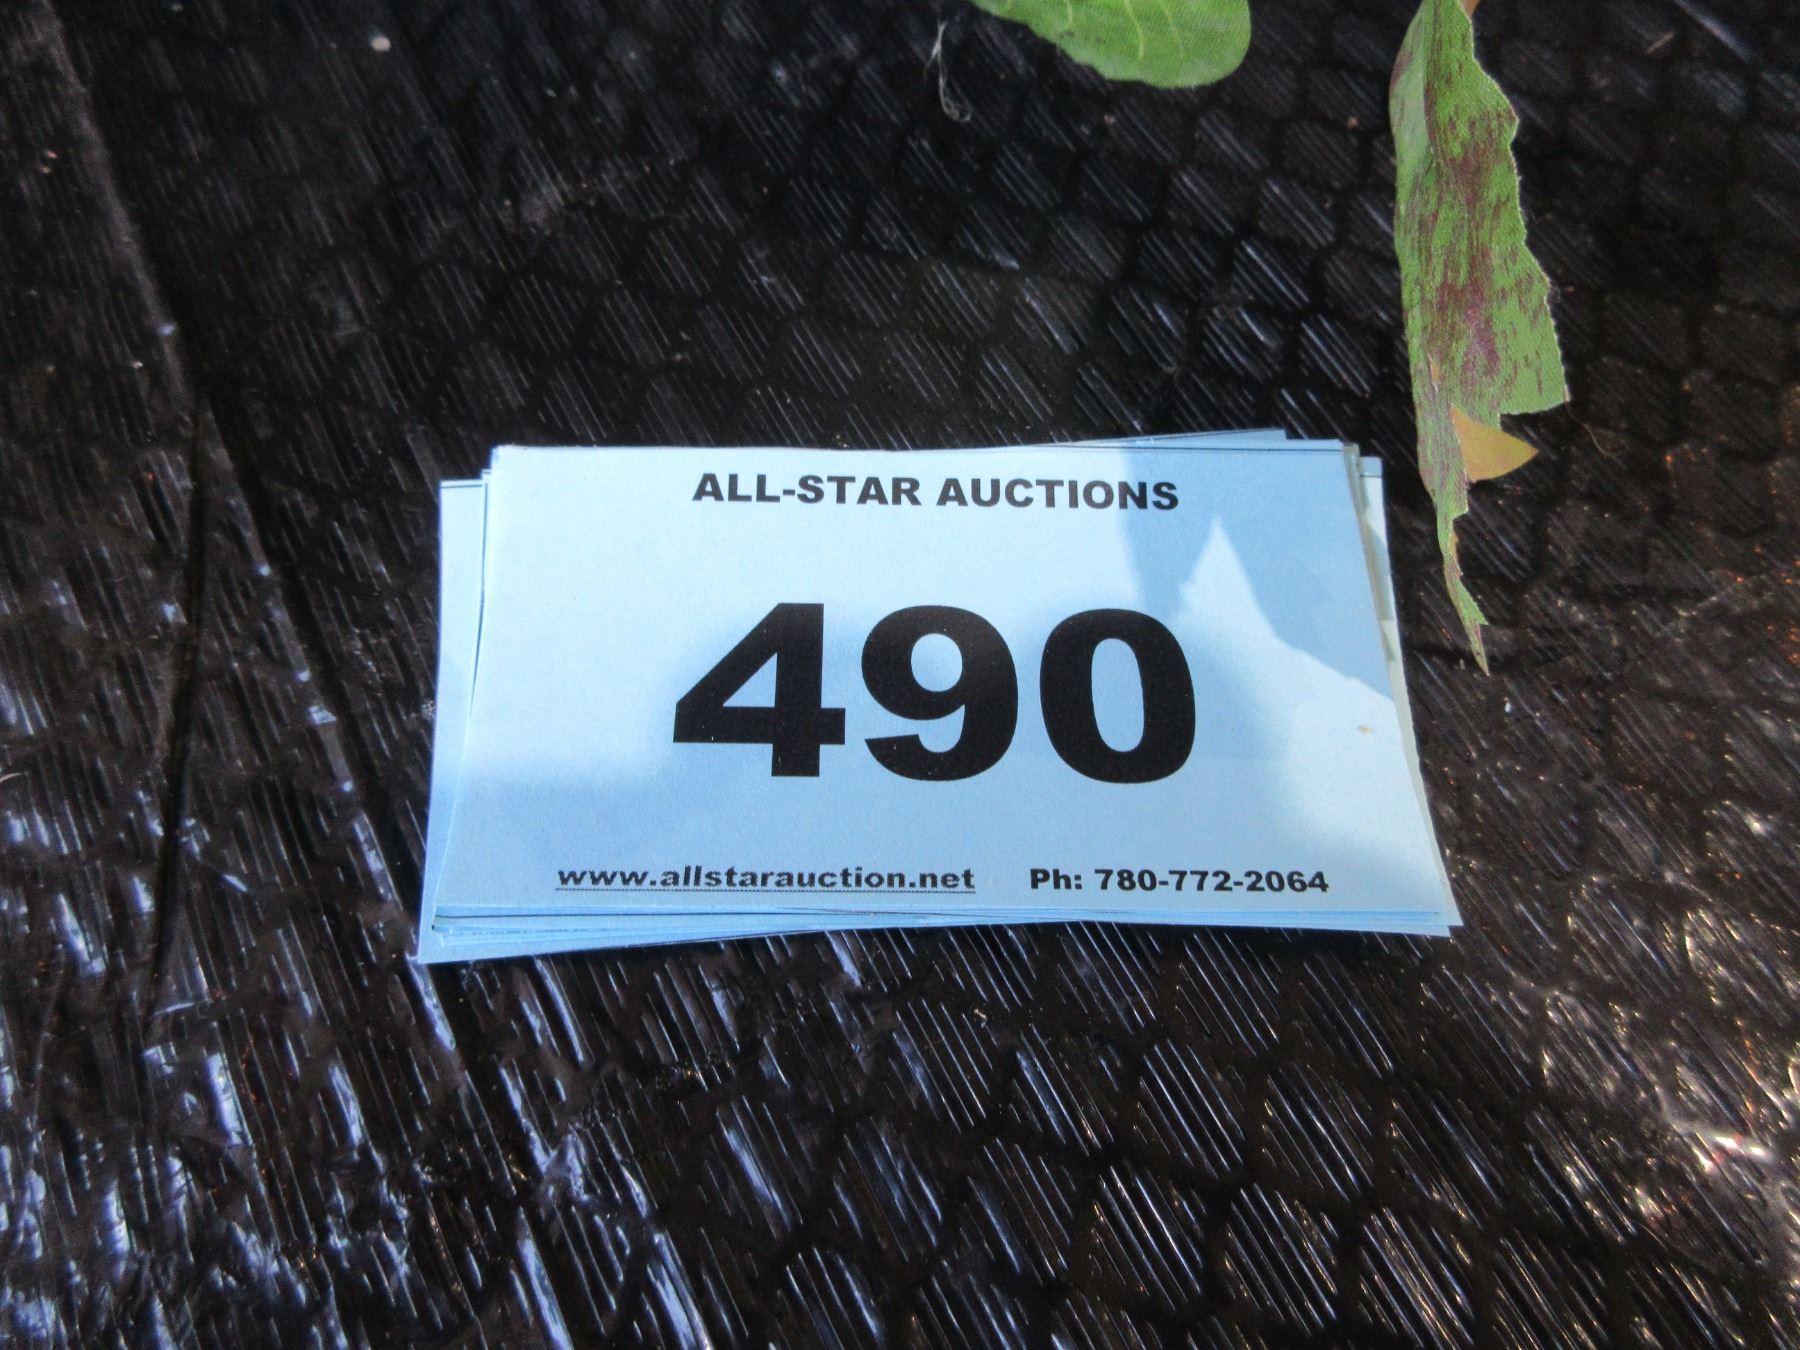 ALL-STAR AUCTIONS
490
www.allstarauction.net Ph: 780-772-2064